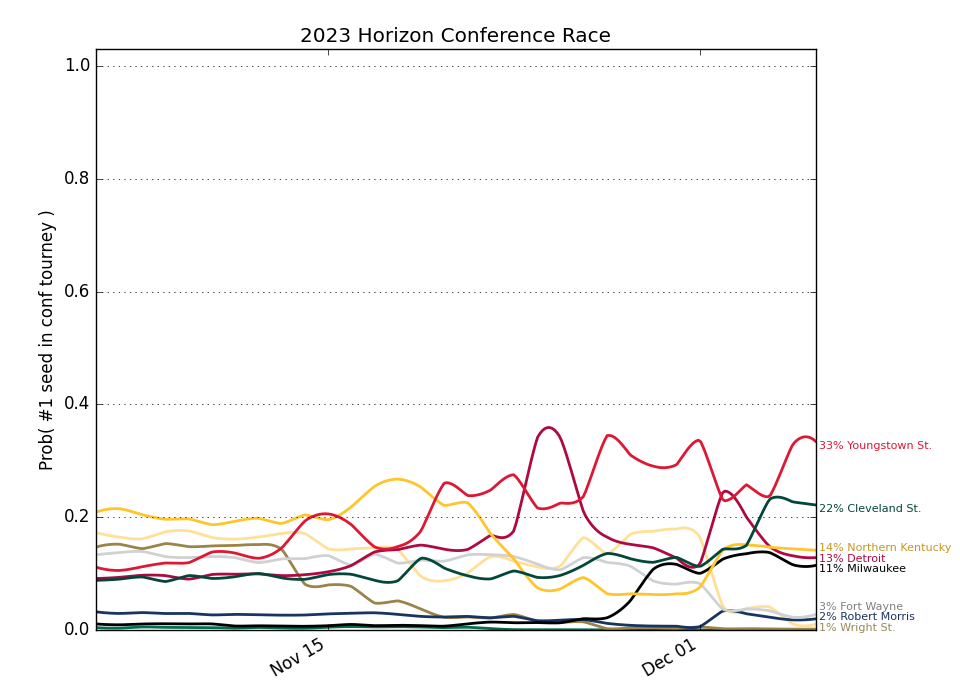 2023 Horizon Conference Race
Prob( #1 seed in conf tourney )
1.0
0.8
0.6
0.4
0.2
0.0
Nov 15
Dec 01
33% Youngstown St.
22% Cleveland St.
14% Northern Kentucky
13% Detroit
11% Milwaukee
3% Fort Wayne
2% Robert Morris
1% Wright St.